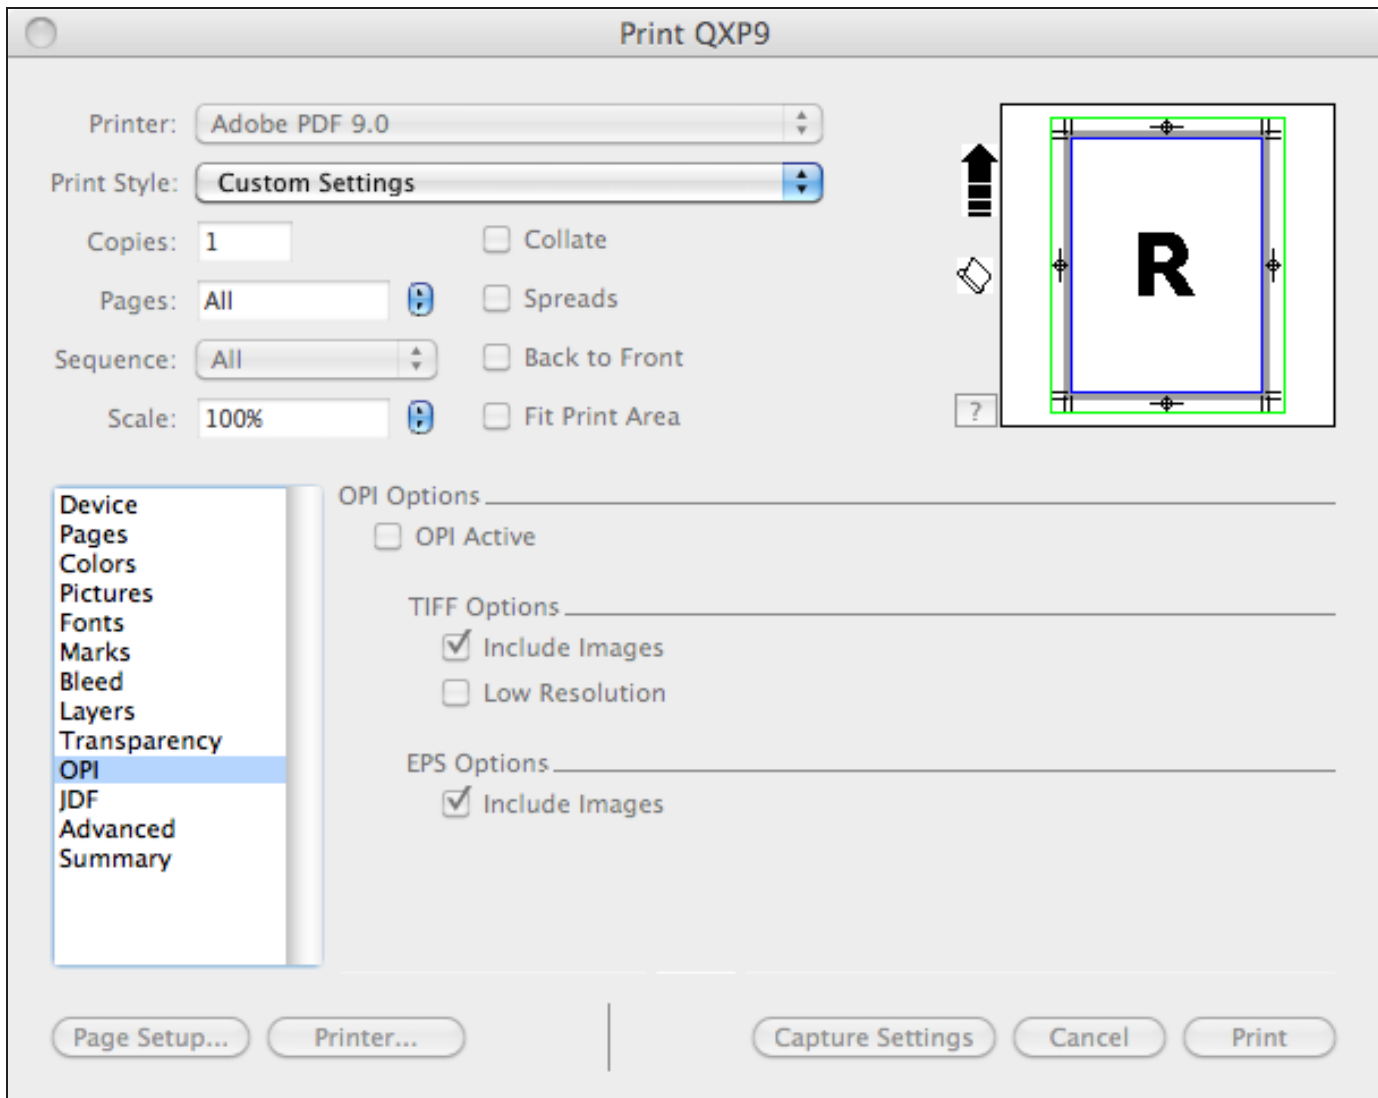 Print QXP9
Printer: Adobe PDF 9.0
Print Style: Custom Settings
Copies: 1 Collate
Pages: All Spreads
Sequence: All Back to Front
Scale: 100% Fit Print Area
R
?
Device
Pages
Colors
Pictures
Fonts
Marks
Bleed
Layers
Transparency
OPI
JDF
Advanced
Summary
OPI Options
OPI Active
TIFF Options
Include Images
Low Resolution
EPS Options
Include Images
Page Setup... Printer... Capture Settings Cancel Print